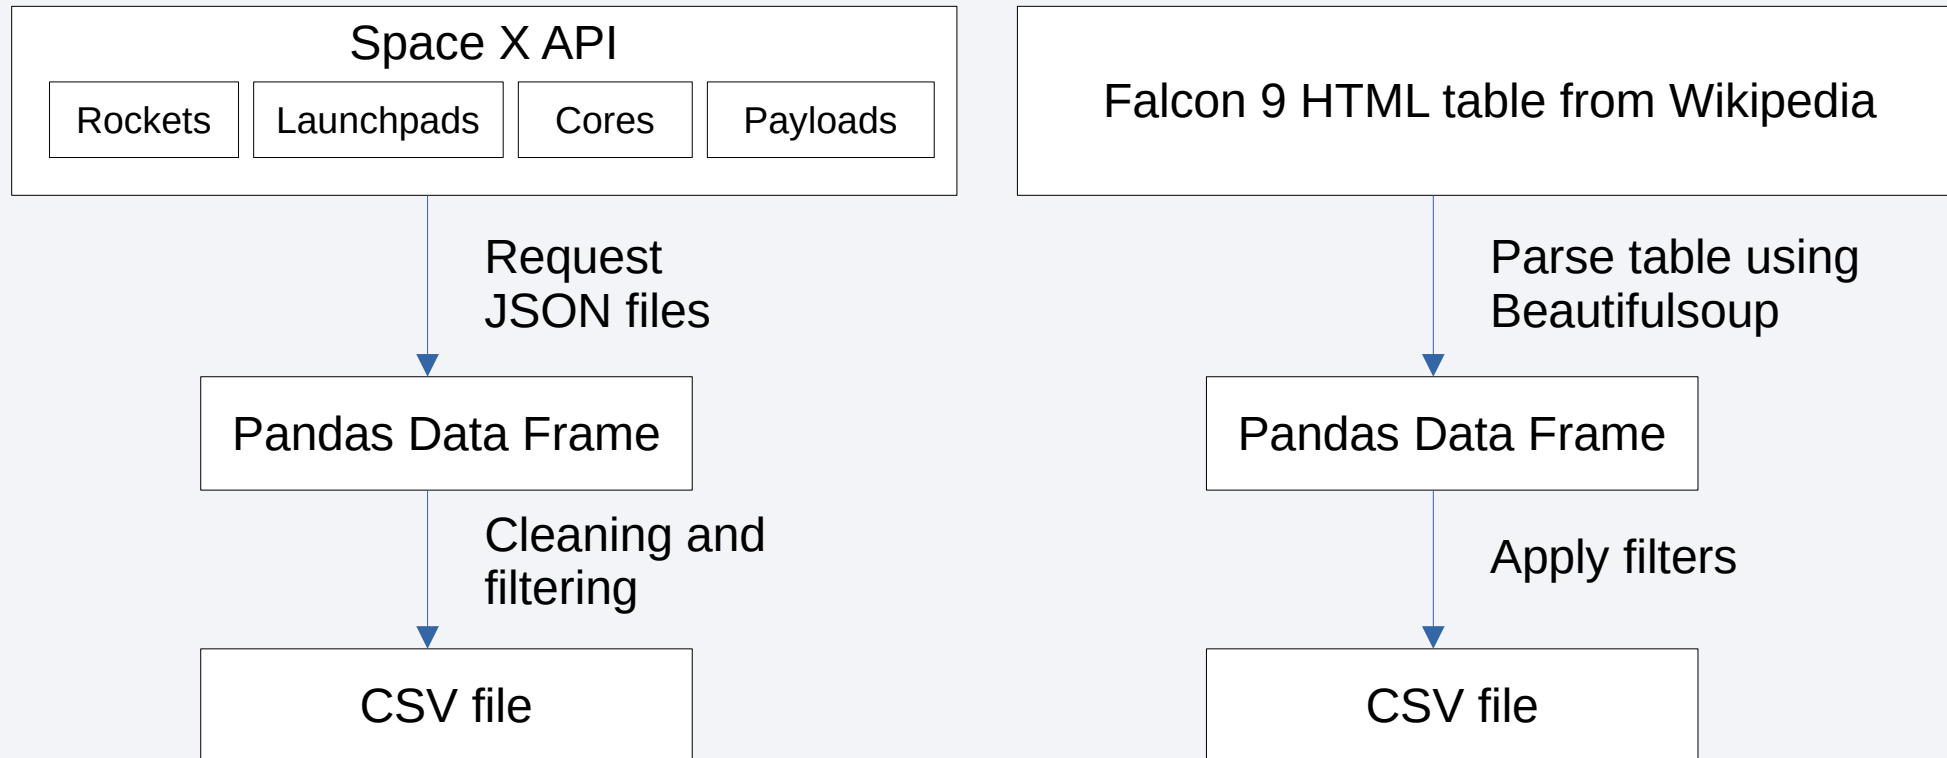 Space X API
Rockets
Launchpads
Cores
Payloads
Request
JSON files
Pandas Data Frame
Cleaning and
filtering
CSV file
Falcon 9 HTML table from Wikipedia
Parse table using
Beautifulsoup
Pandas Data Frame
Apply filters
CSV file